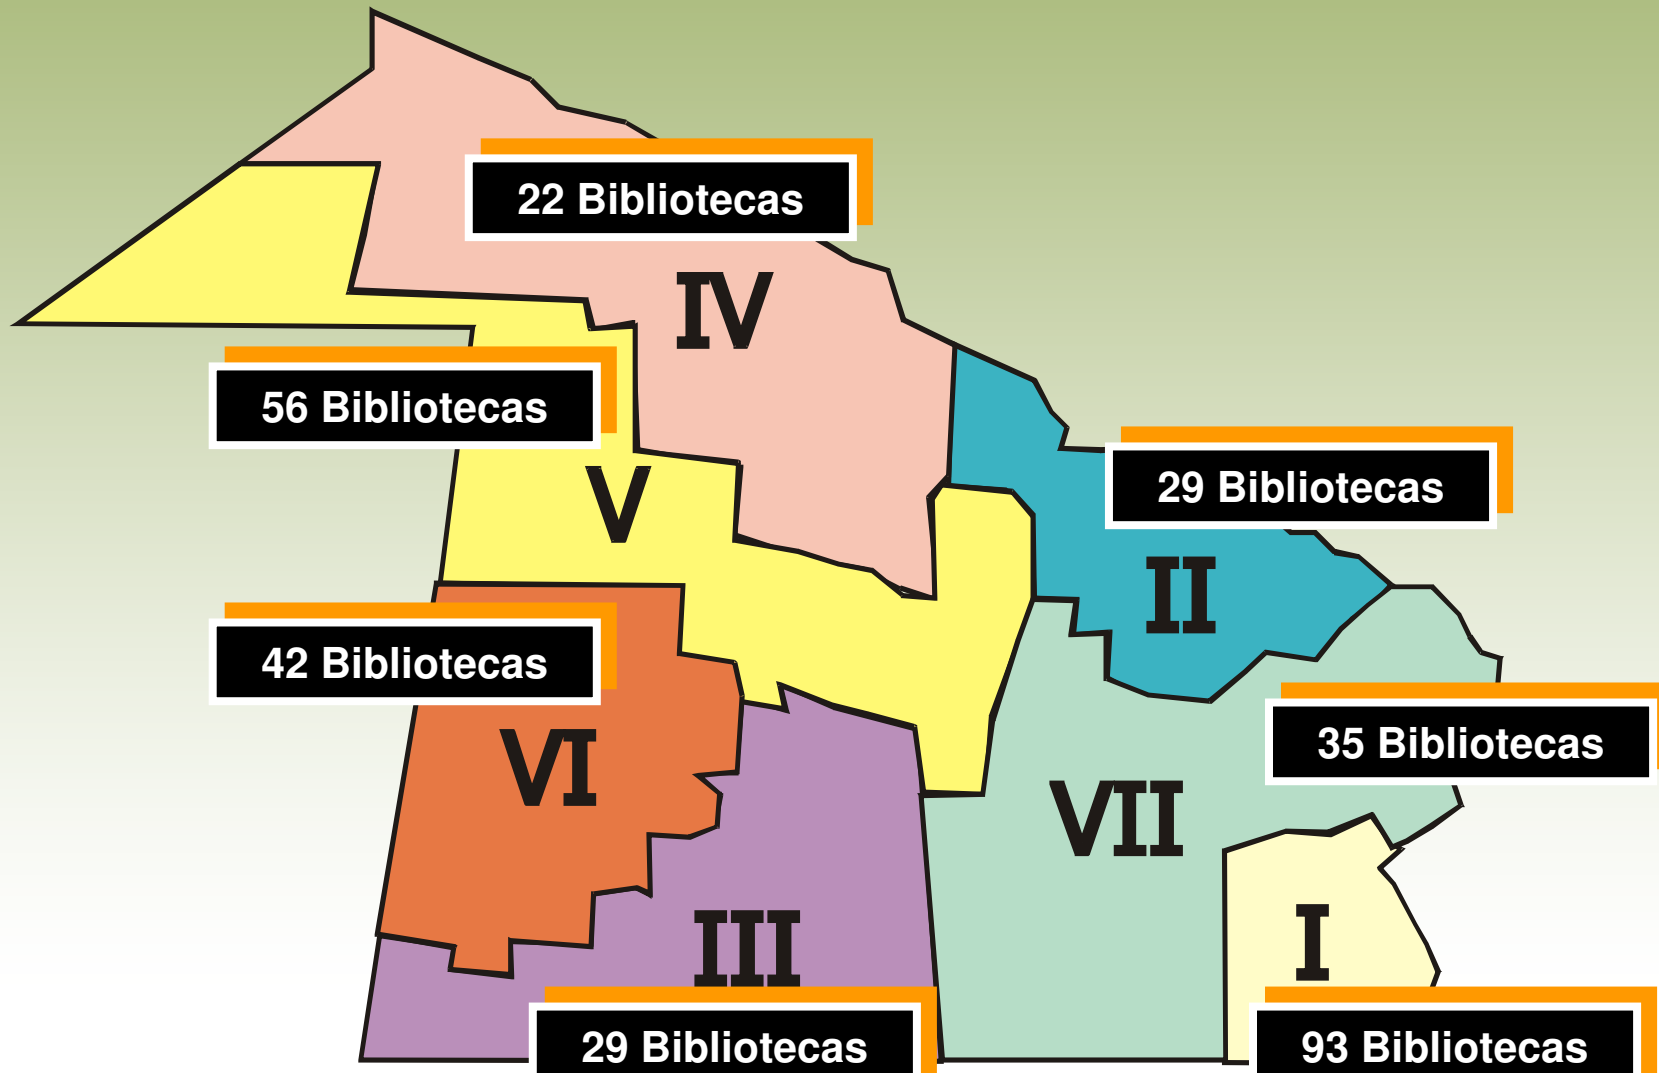 22 Bibliotecas
IV
56 Bibliotecas
V
29 Bibliotecas
II
42 Bibliotecas
VI
35 Bibliotecas
VII
III
I
29 Bibliotecas
93 Bibliotecas